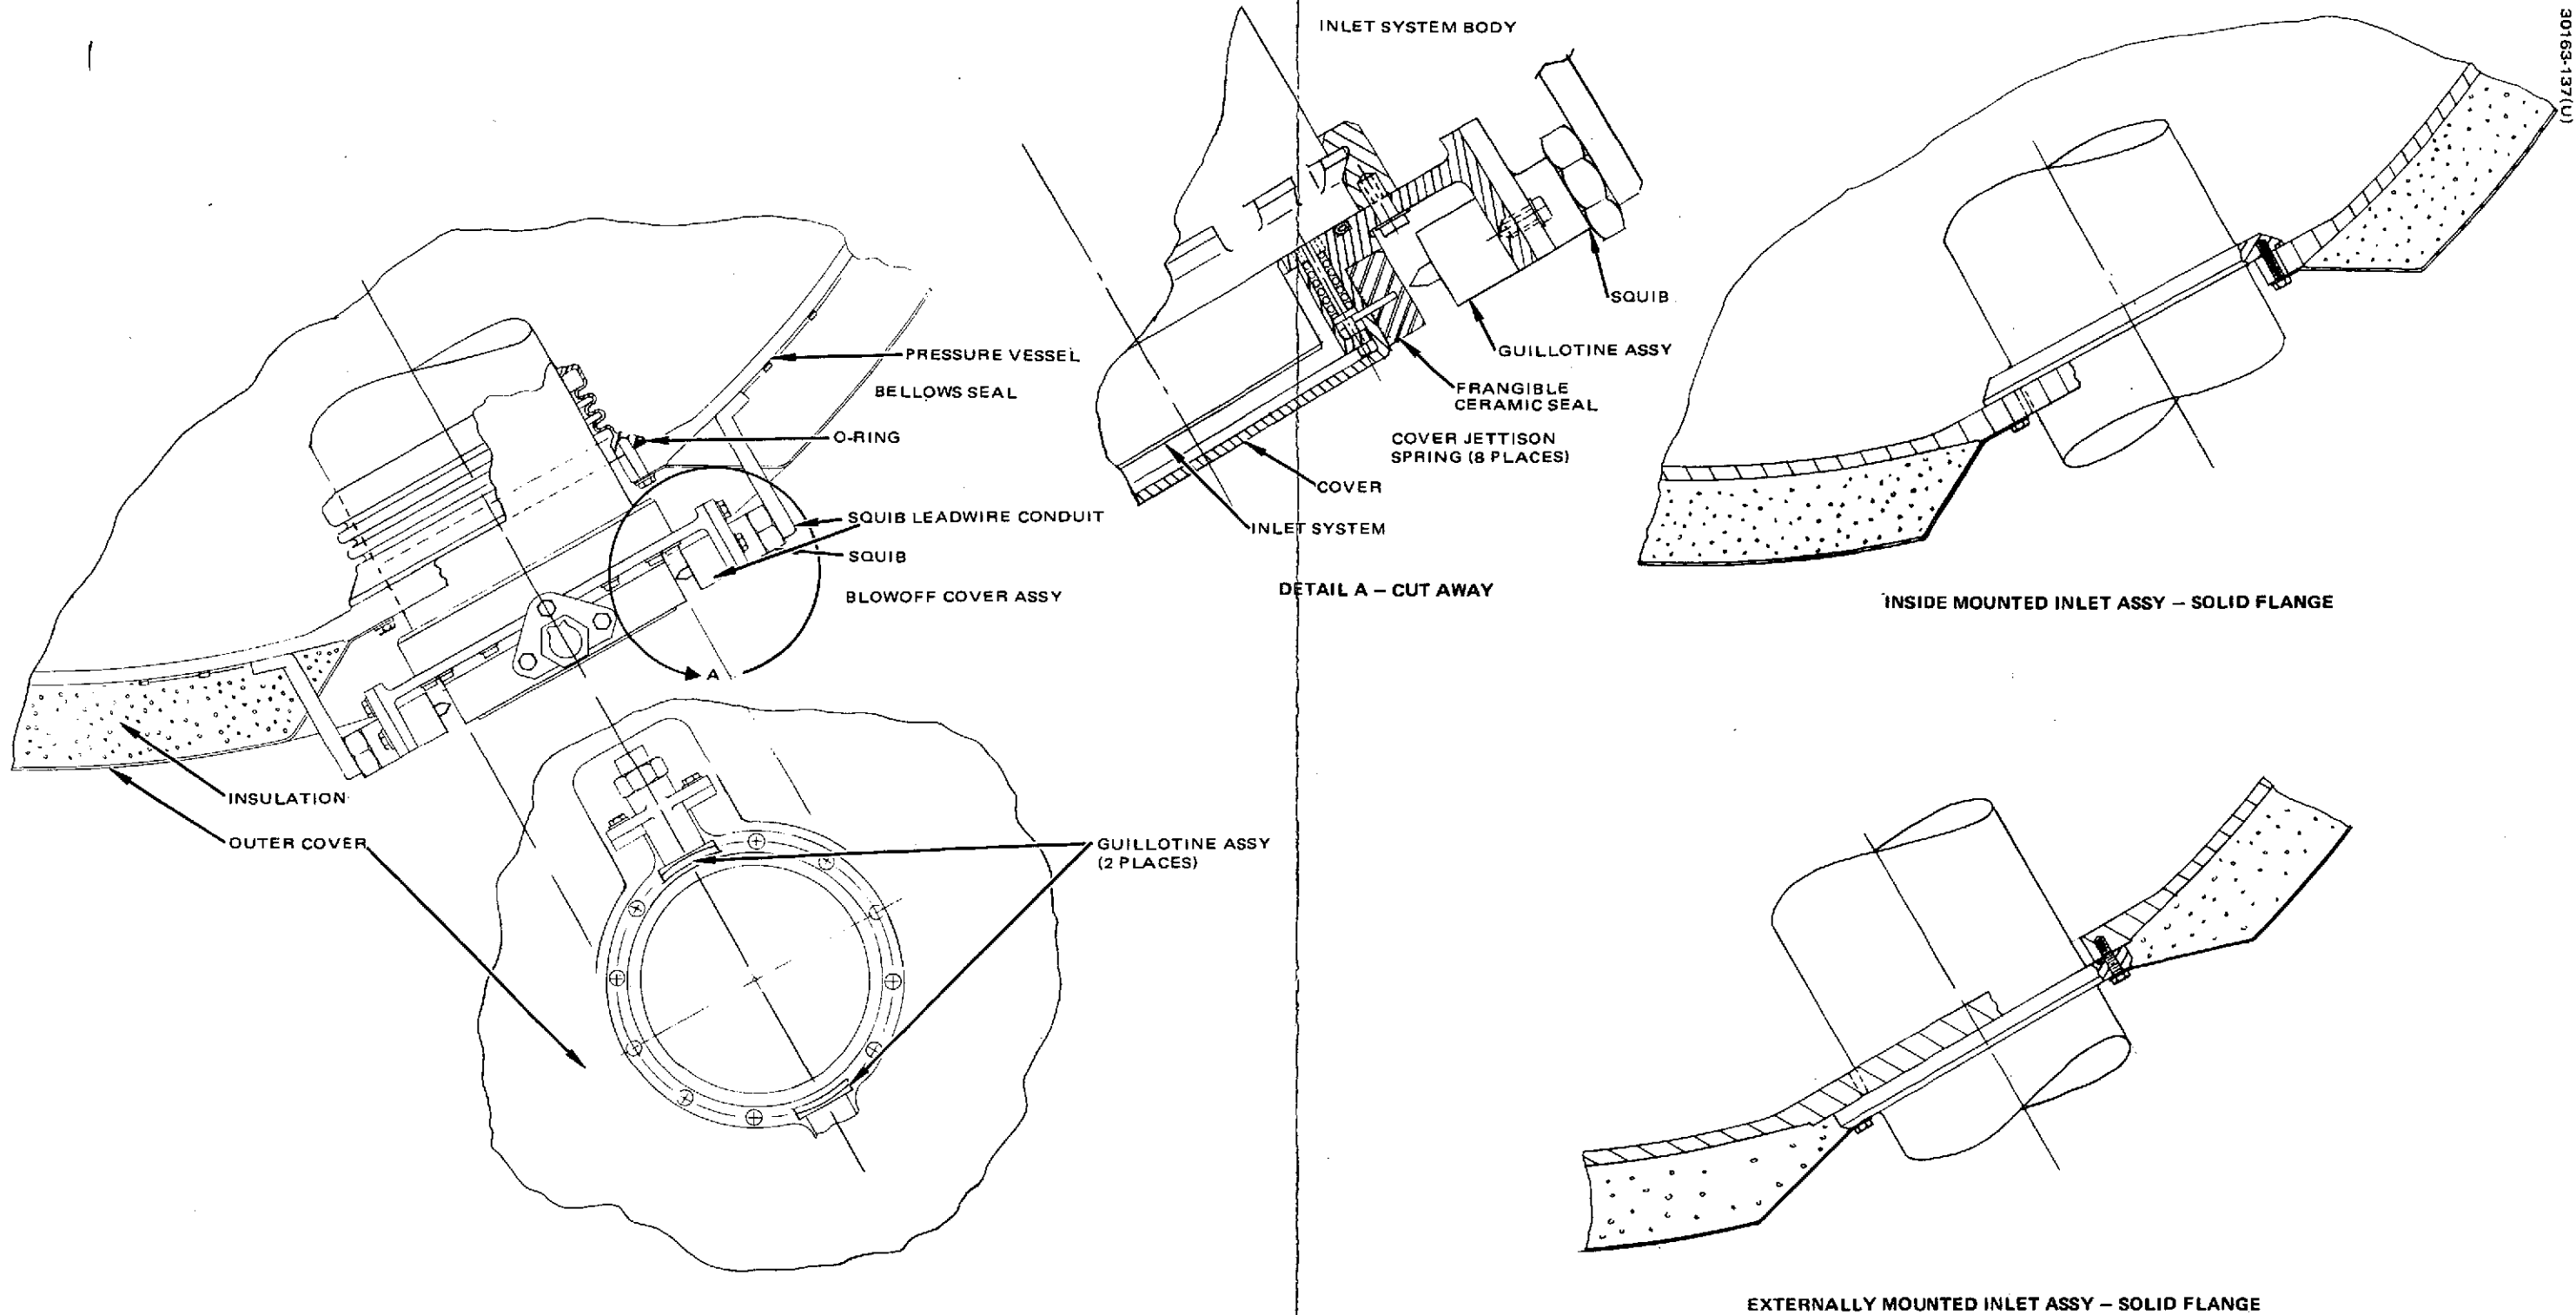 30163-137(U)
INLET SYSTEM BODY
SQUIB
GUILLOTINE ASSY
FRANGIBLE
CERAMIC SEAL
COVER JETTISON
SPRING (8 PLACES)
COVER
INLET SYSTEM
DETAIL A – CUT AWAY
PRESSURE VESSEL
BELLOWS SEAL
O-RING
SQUIB LEADWIRE CONDUIT
SQUIB
BLOWOFF COVER ASSY
A
INSULATION
OUTER COVER
GUILLOTINE ASSY
(2 PLACES)
INSIDE MOUNTED INLET ASSY – SOLID FLANGE
EXTERNALLY MOUNTED INLET ASSY – SOLID FLANGE